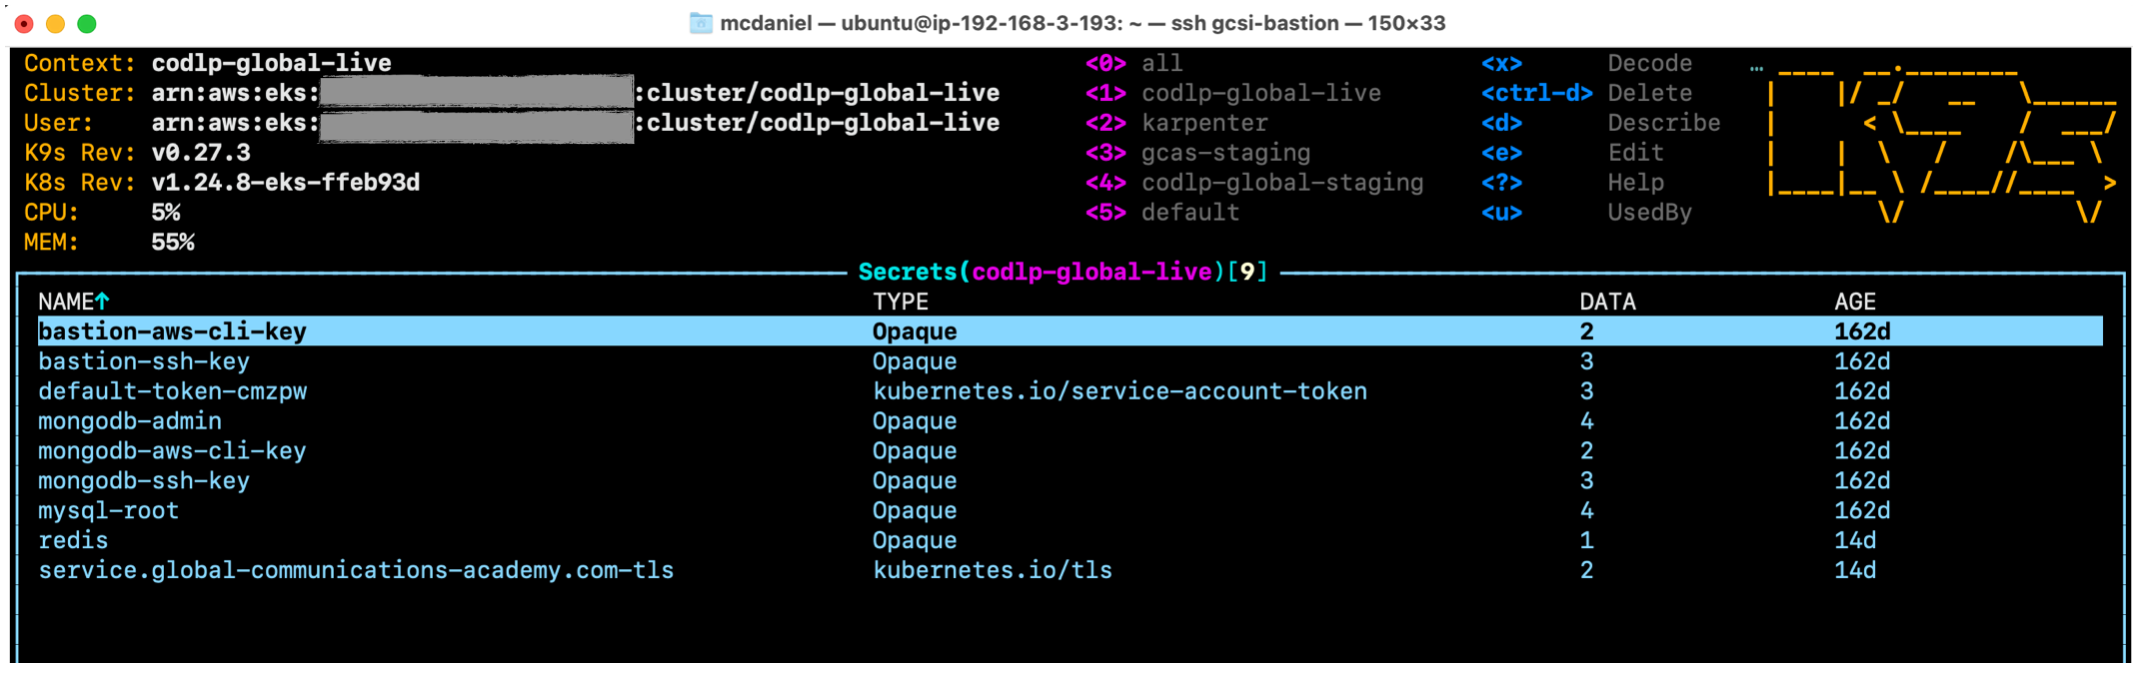 mcdaniel — ubuntu@ip-192-168-3-193: ~ — ssh gcsi-bastion — 150×33
Context: codlp-global-live <0> all <x> Decode …
Cluster: arn:aws:eks: :cluster/codlp-global-live <1> codlp-global-live <ctrl-d> Delete
User: arn:aws:eks: :cluster/codlp-global-live <2> karpenter <d> Describe
K9s Rev: v0.27.3 <3> gcas-staging <e> Edit
K8s Rev: v1.24.8-eks-ffeb93d <4> codlp-global-staging <?> Help
CPU: 5% <5> default <u> UsedBy
MEM: 55%
Secrets(codlp-global-live)[9]
NAME↑ TYPE DATA AGE
bastion-aws-cli-key Opaque 2 162d
bastion-ssh-key Opaque 3 162d
default-token-cmzpw kubernetes.io/service-account-token 3 162d
mongodb-admin Opaque 4 162d
mongodb-aws-cli-key Opaque 2 162d
mongodb-ssh-key Opaque 3 162d
mysql-root Opaque 4 162d
redis Opaque 1 14d
service.global-communications-academy.com-tls kubernetes.io/tls 2 14d